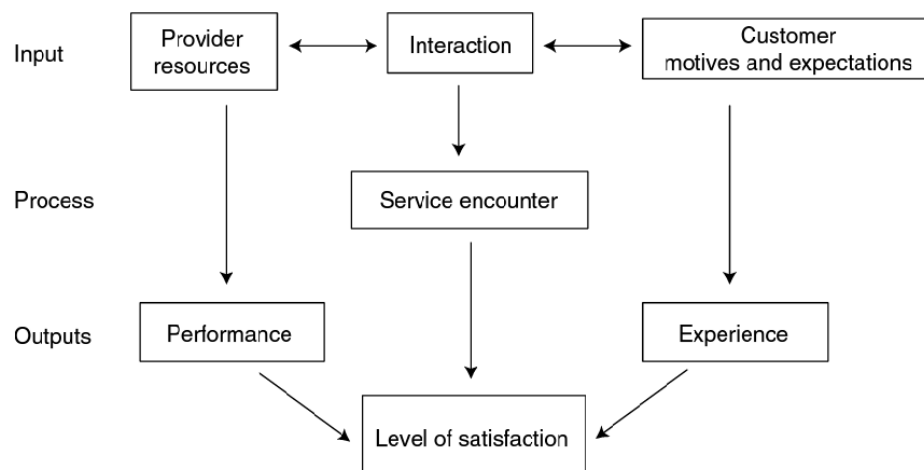 Input
Provider
resources
Interaction
Customer
motives and expectations
Process
Service encounter
Outputs
Performance
Experience
Level of satisfaction